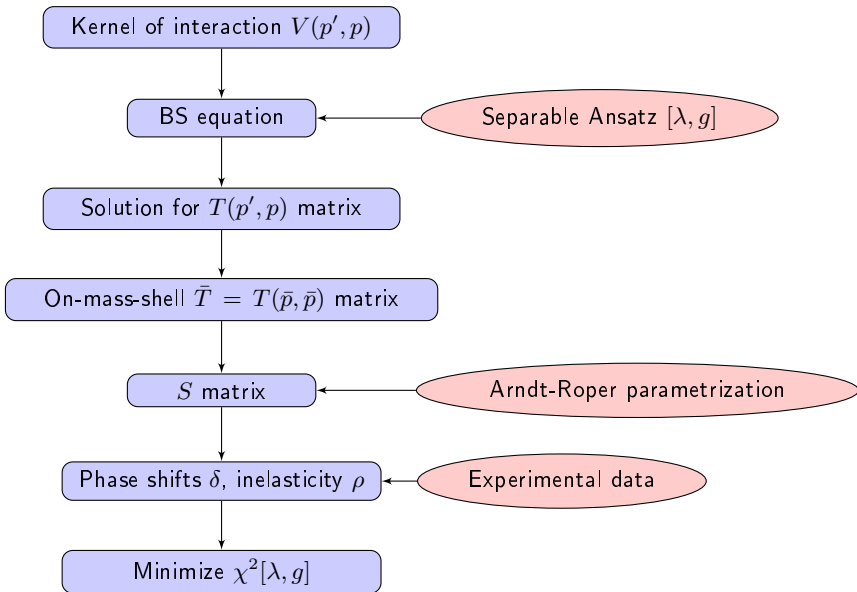 Kernel of interaction V(p′, p)
BS equation
Separable Ansatz [λ, g]
Solution for T(p′, p) matrix
On-mass-shell T̄ = T(p̄, p̄) matrix
S matrix
Arndt-Roper parametrization
Phase shifts δ, inelasticity ρ
Experimental data
Minimize χ²[λ, g]